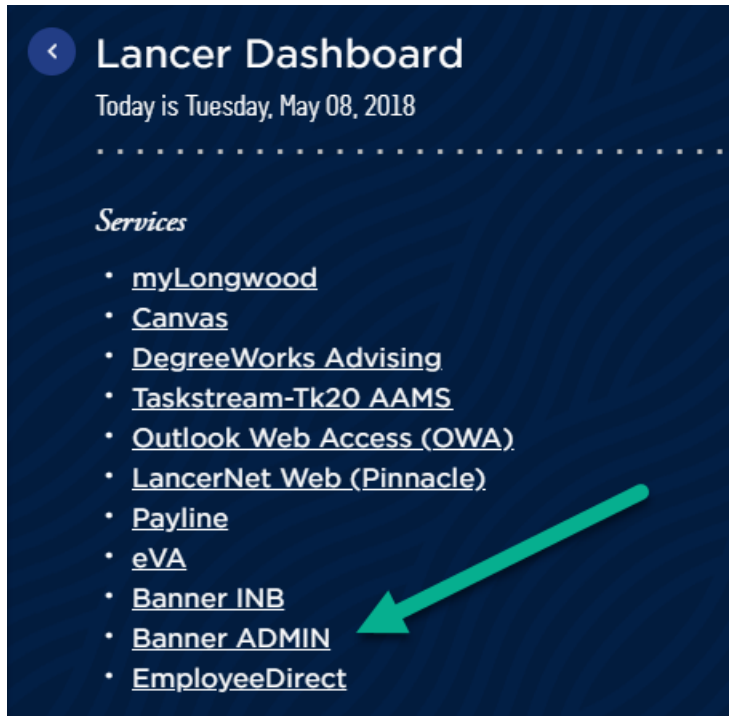 Lancer Dashboard
Today is Tuesday, May 08, 2018
Services
myLongwood
Canvas
DegreeWorks Advising
Taskstream-Tk20 AAMS
Outlook Web Access (OWA)
LancerNet Web (Pinnacle)
Payline
eVA
Banner INB
Banner ADMIN
EmployeeDirect